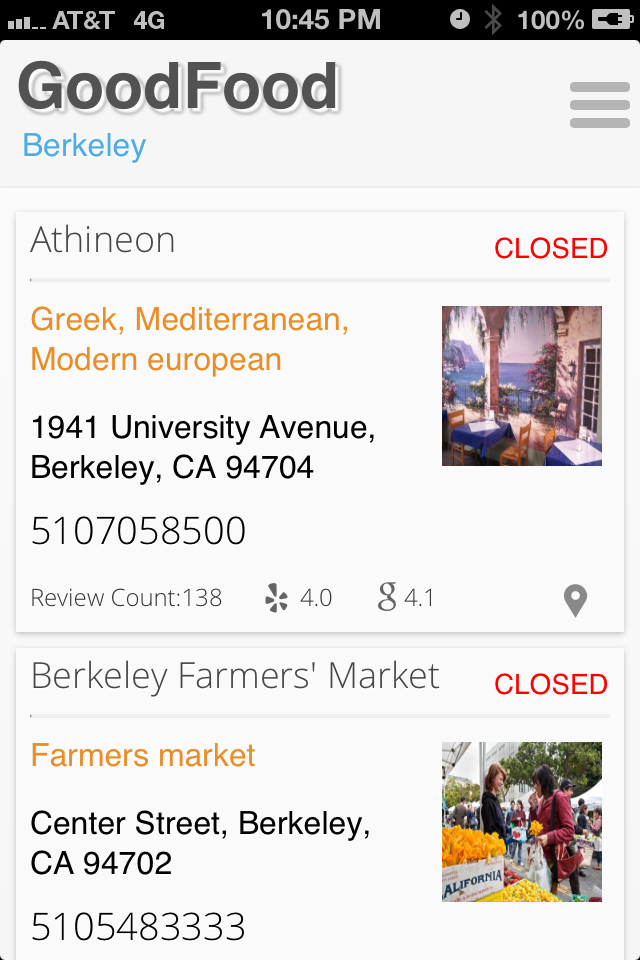 AT&T 4G 10:45 PM 100%
GoodFood
Berkeley
Athineon
CLOSED
Greek, Mediterranean,
Modern european
1941 University Avenue,
Berkeley, CA 94704
5107058500
Review Count:138 4.0 g 4.1
Berkeley Farmers' Market
CLOSED
Farmers market
Center Street, Berkeley,
CA 94702
ALIFORNIA
5105483333